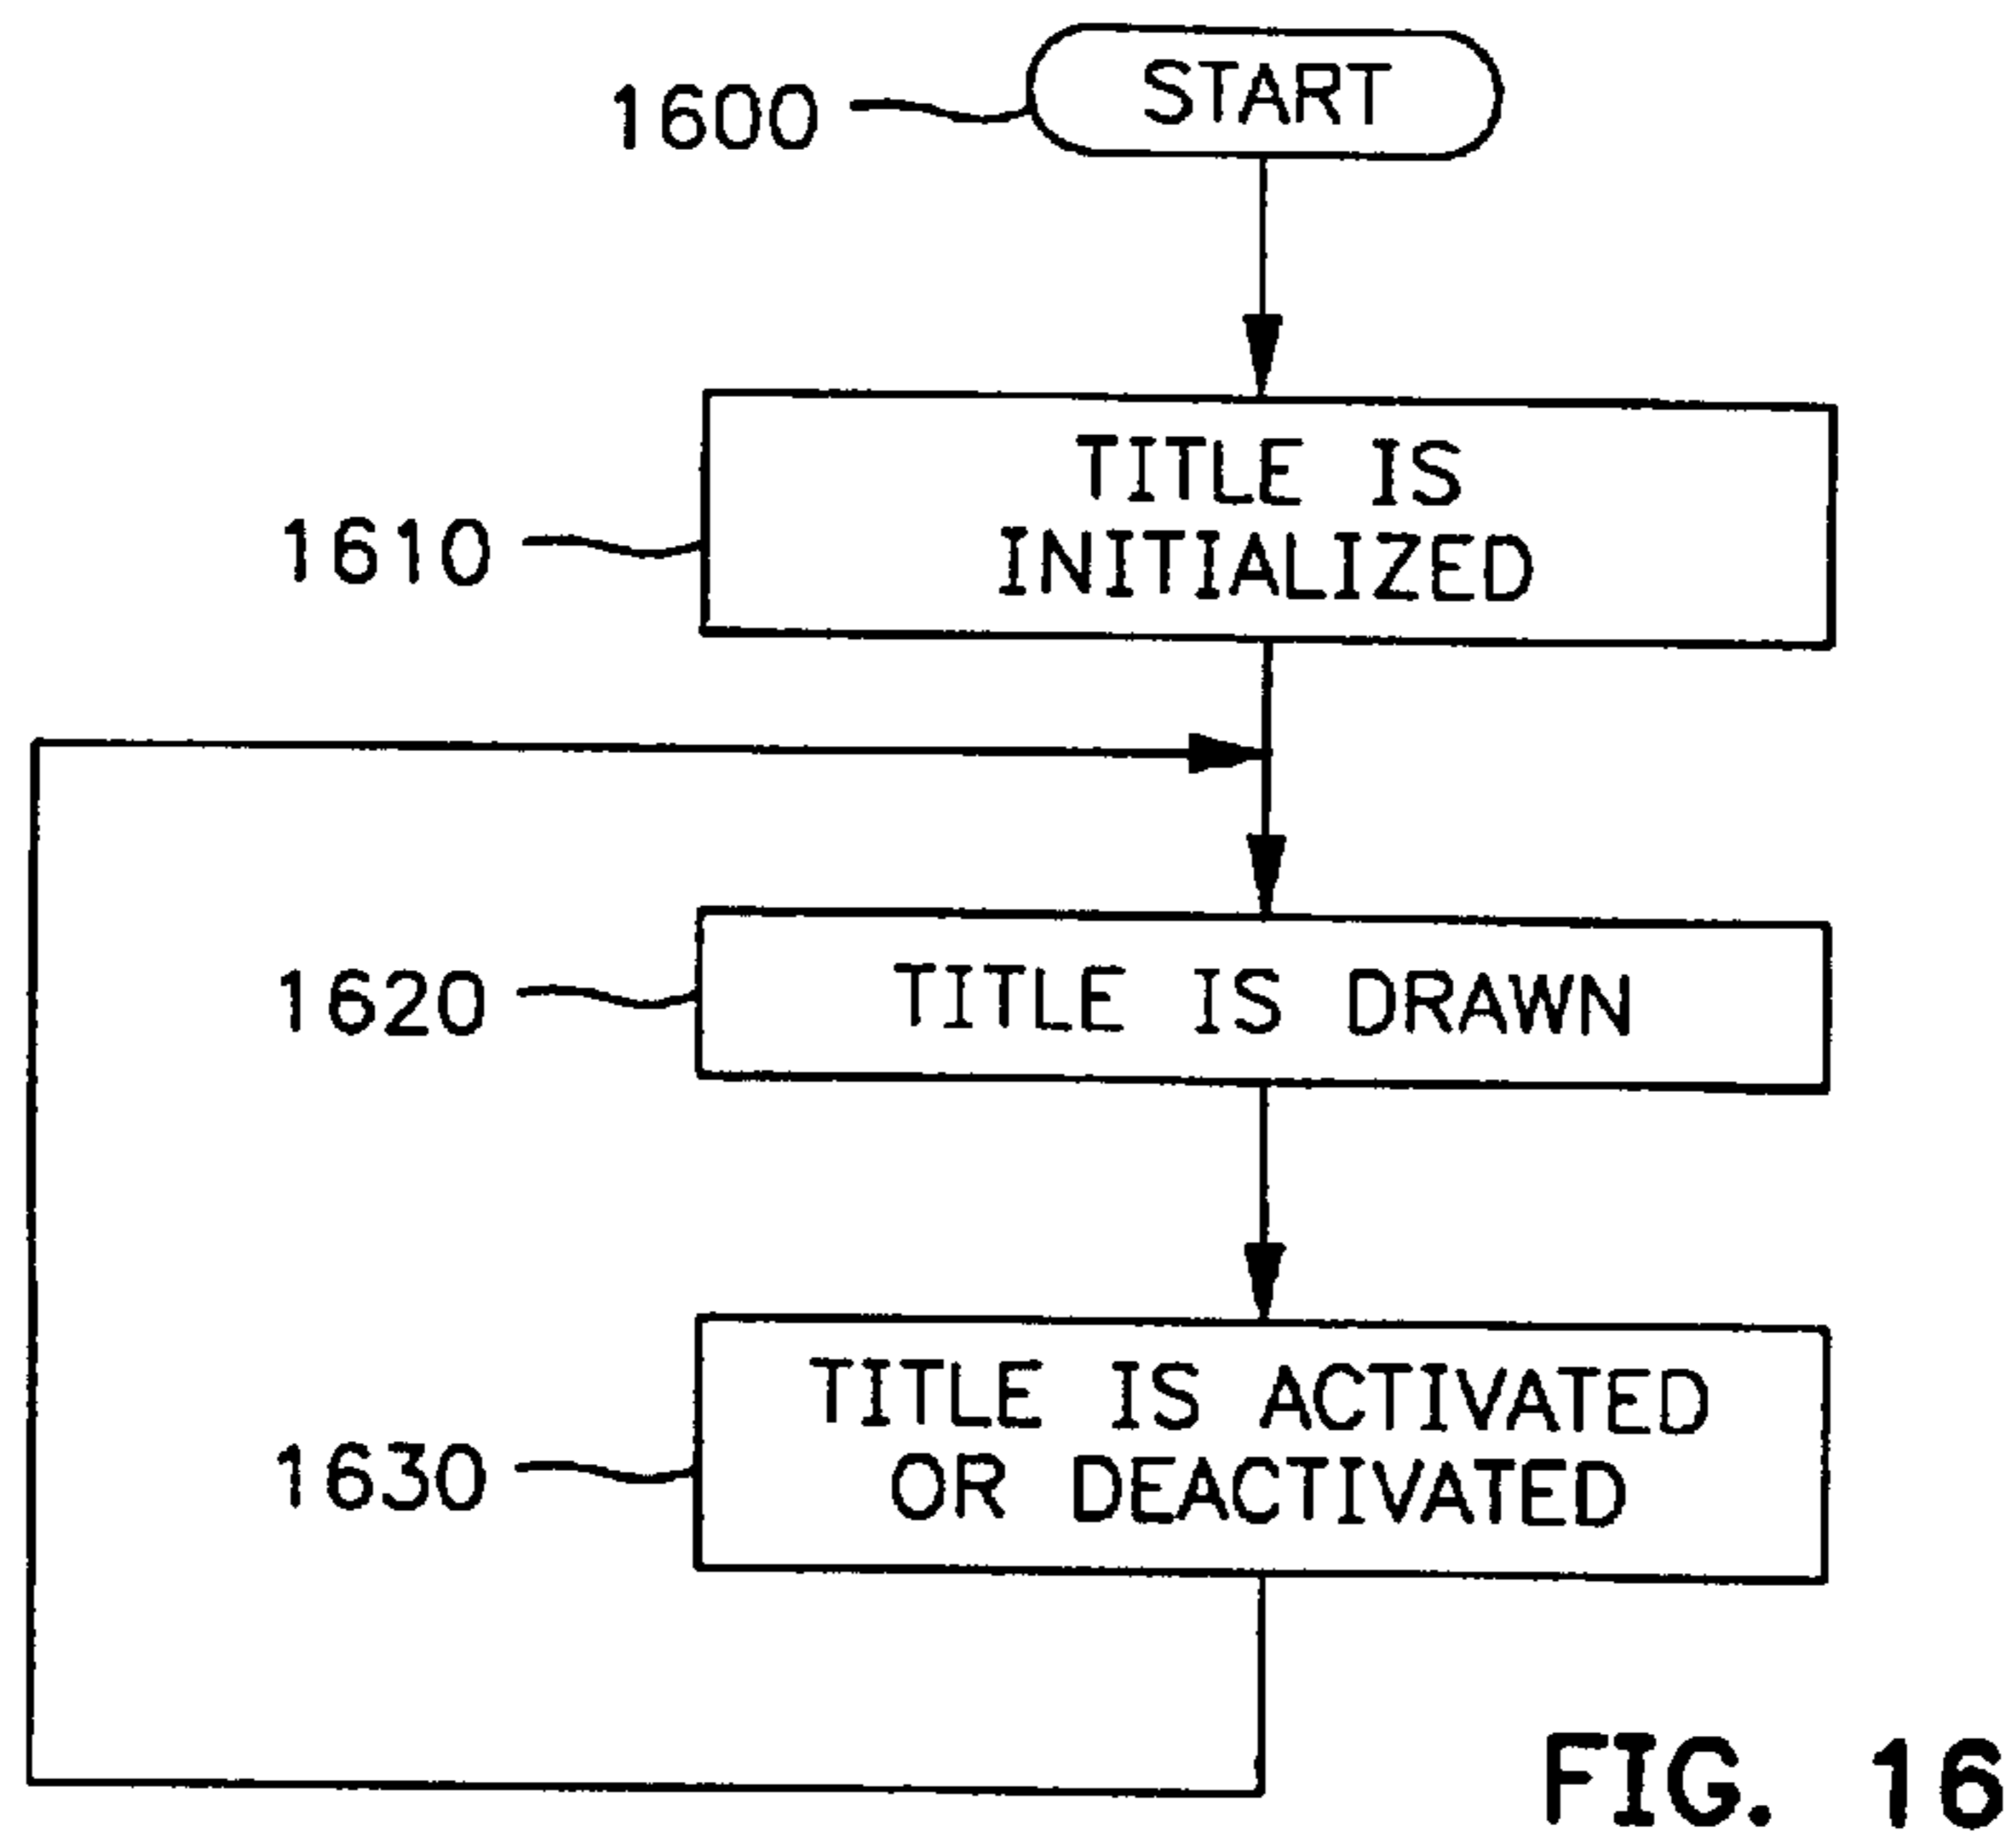 1600
START
1610
TITLE IS
INITIALIZED
1620
TITLE IS DRAWN
1630
TITLE IS ACTIVATED
OR DEACTIVATED
FIG. 16